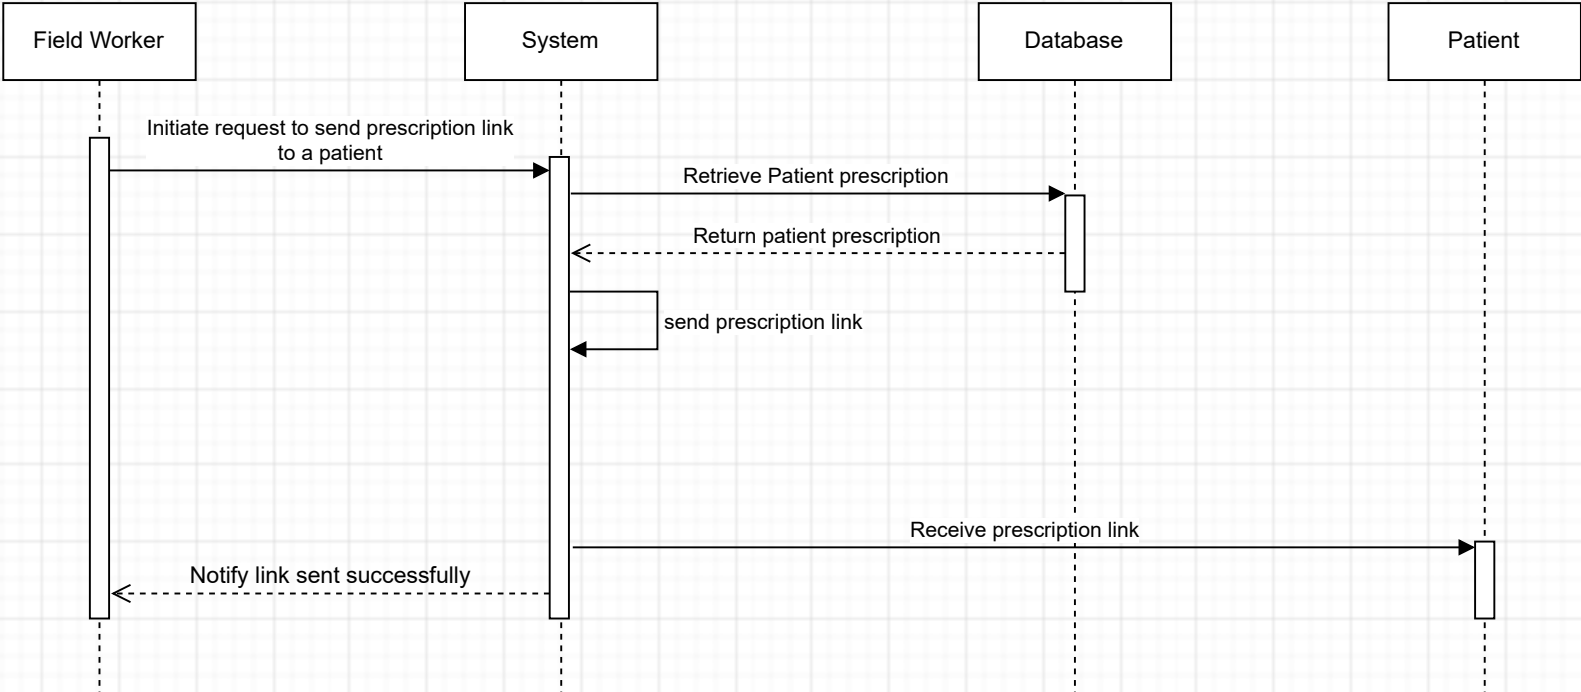 Field Worker
System
Database
Patient
Initiate request to send prescription link
to a patient
Retrieve Patient prescription
Return patient prescription
send prescription link
Receive prescription link
Notify link sent successfully